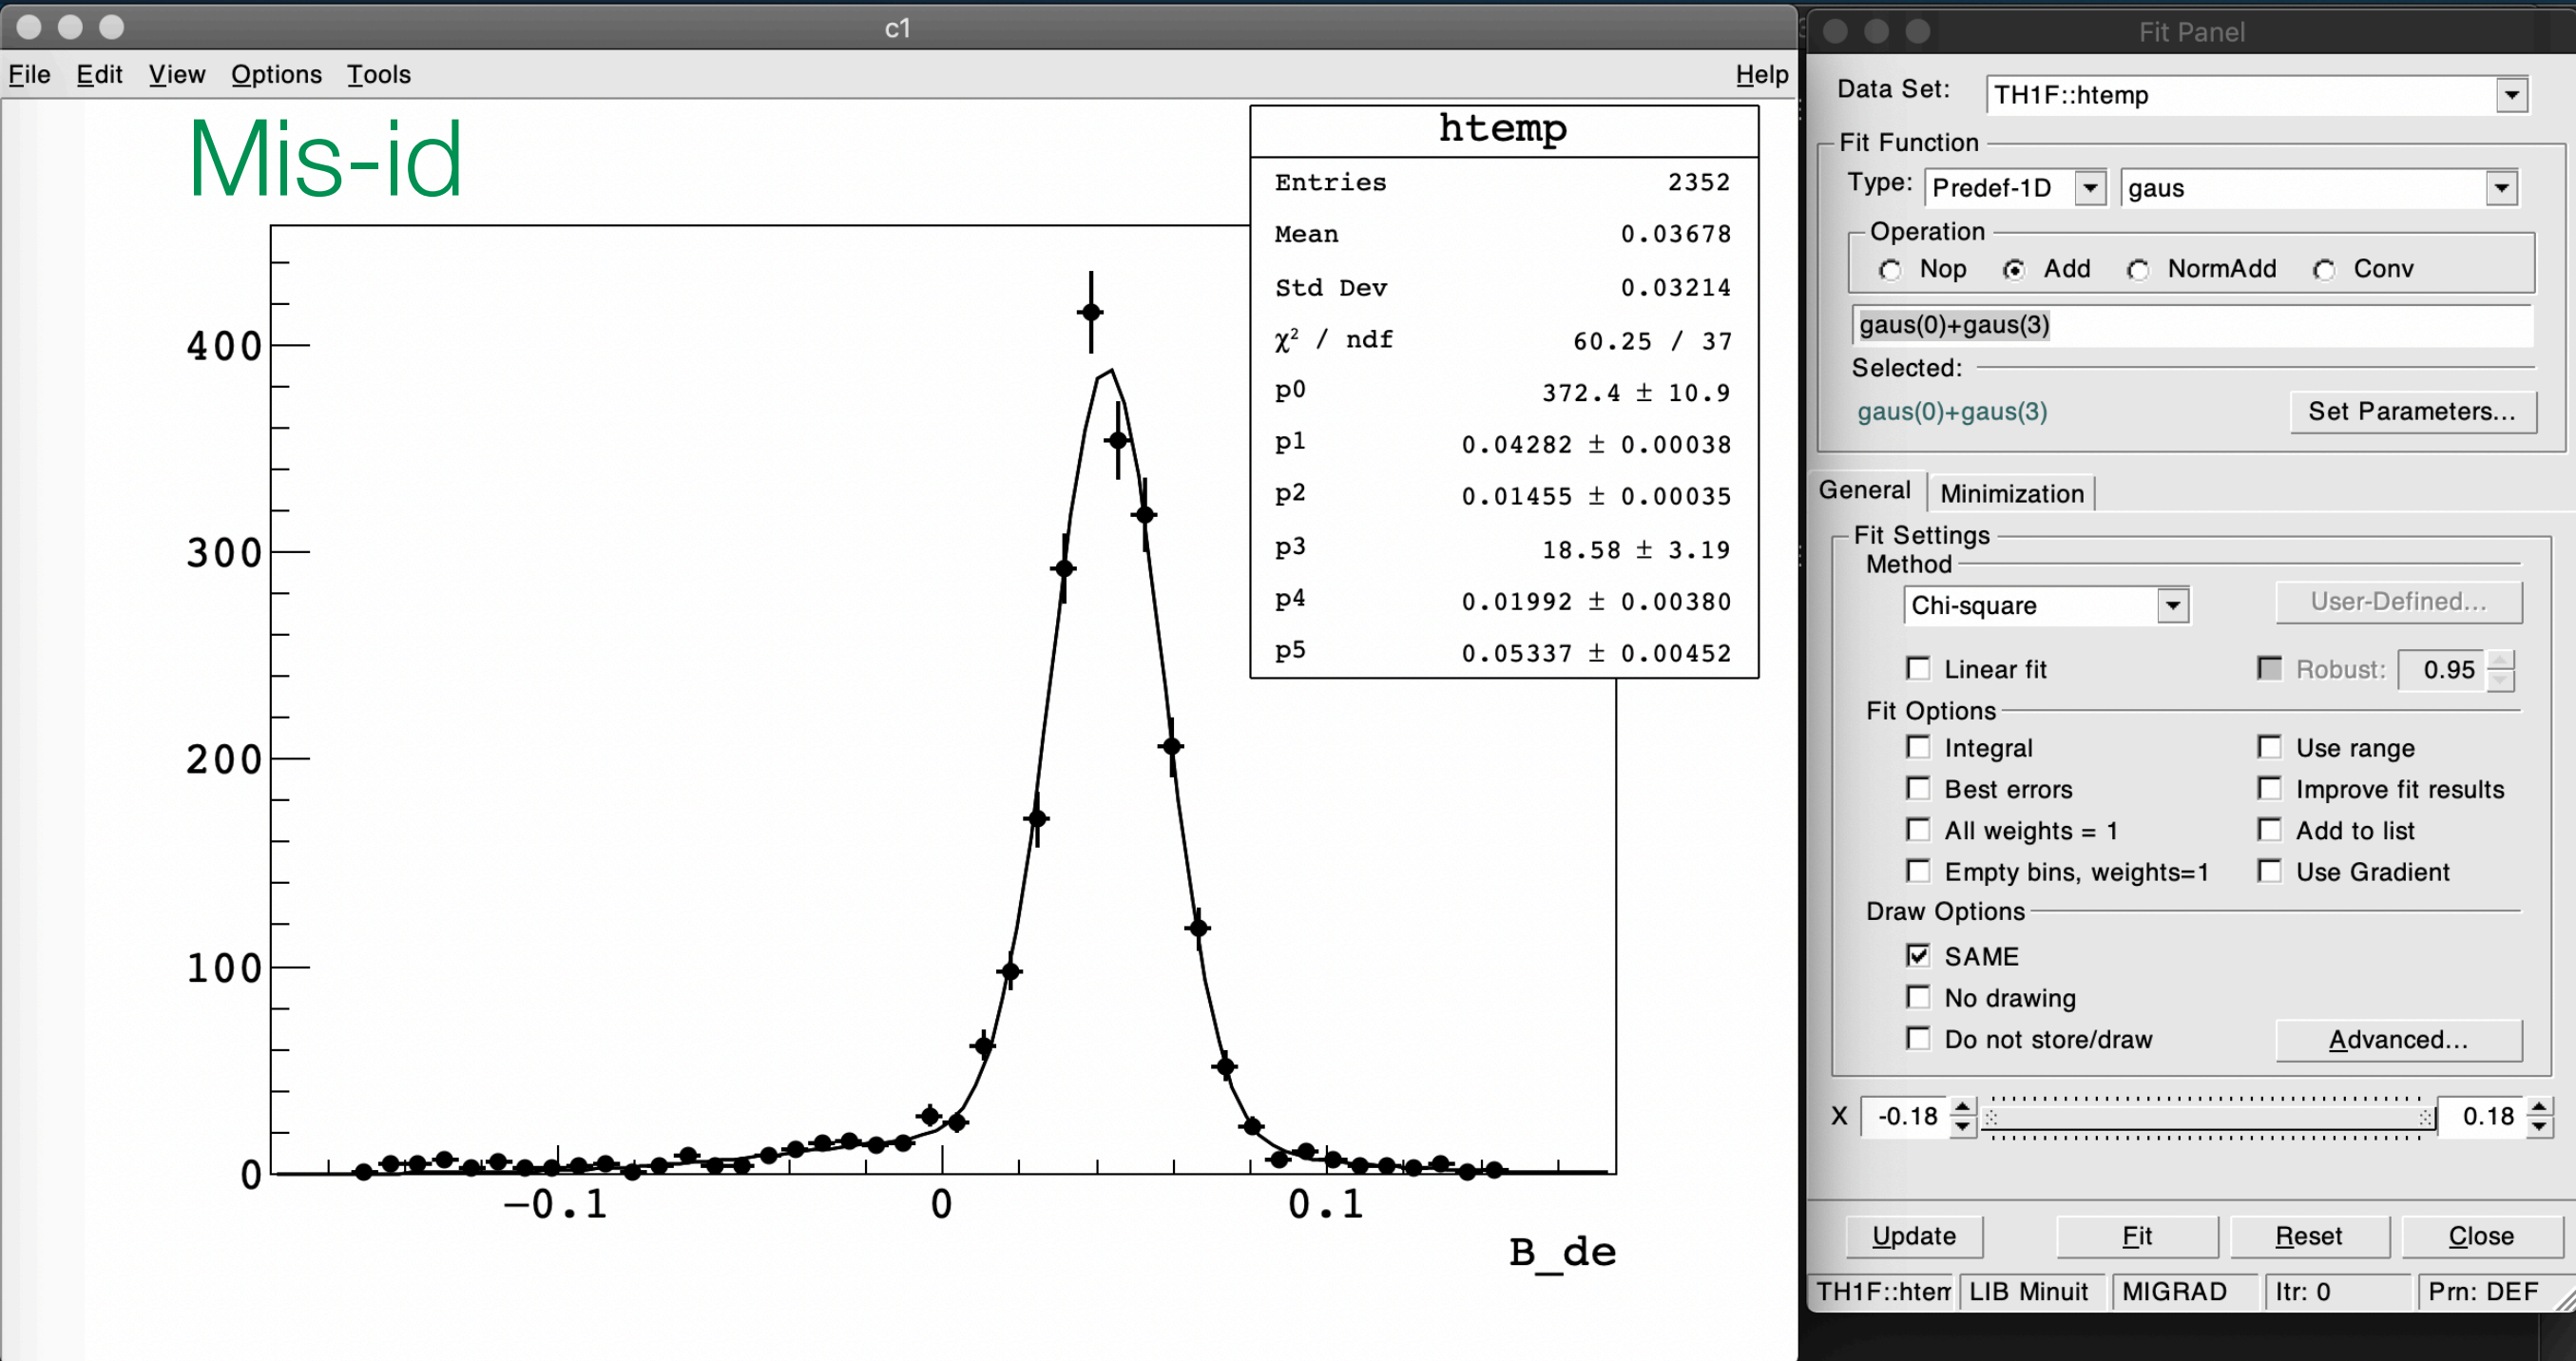 c1
File Edit View Options Tools Help
Mis-id
htemp
Entries 2352
Mean 0.03678
Std Dev 0.03214
χ² / ndf 60.25 / 37
p0 372.4 ± 10.9
p1 0.04282 ± 0.00038
p2 0.01455 ± 0.00035
p3 18.58 ± 3.19
p4 0.01992 ± 0.00380
p5 0.05337 ± 0.00452
400
300
200
100
0
−0.1 0 0.1
B_de
Fit Panel
Data Set: TH1F::htemp
Fit Function
Type: Predef-1D gaus
Operation
Nop Add NormAdd Conv
gaus(0)+gaus(3)
Selected:
gaus(0)+gaus(3) Set Parameters...
General Minimization
Fit Settings
Method
Chi-square User-Defined...
Linear fit Robust: 0.95
Fit Options
Integral Use range
Best errors Improve fit results
All weights = 1 Add to list
Empty bins, weights=1 Use Gradient
Draw Options
SAME
No drawing
Do not store/draw Advanced...
X -0.18 0.18
Update Fit Reset Close
TH1F::htem LIB Minuit MIGRAD Itr: 0 Prn: DEF